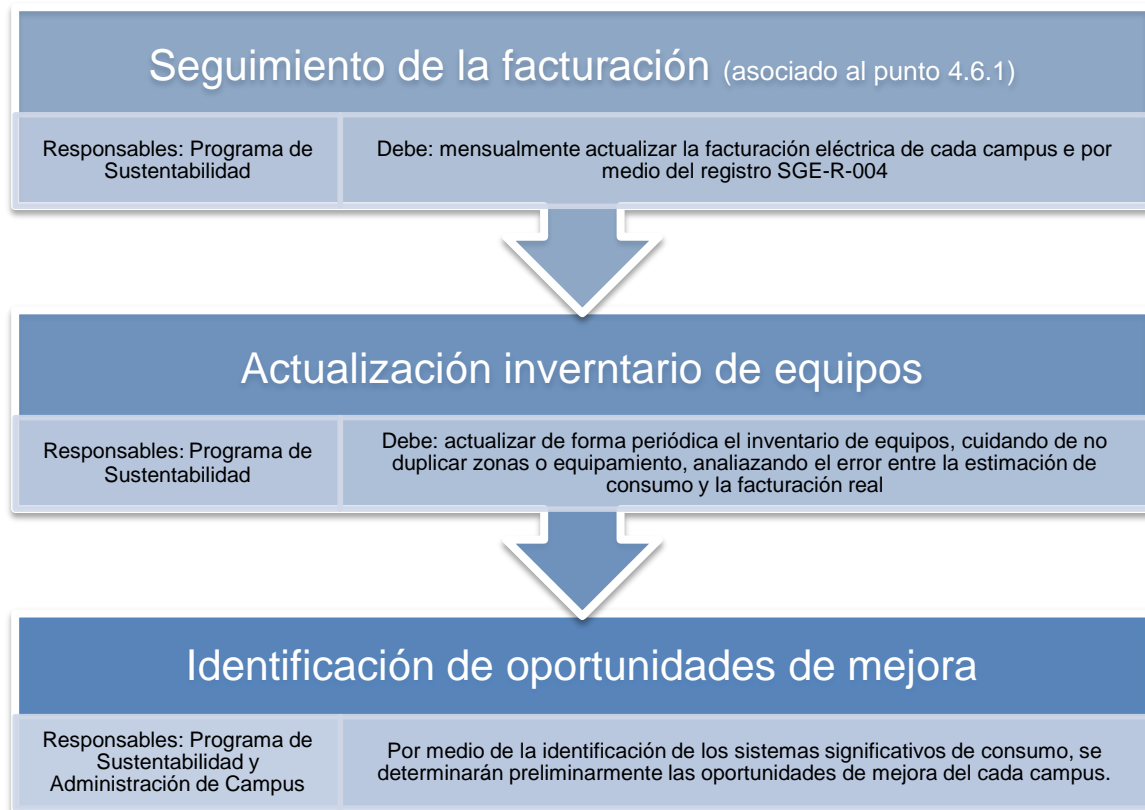 Seguimiento de la facturación (asociado al punto 4.6.1)
Responsables: Programa de
Sustentabilidad
Debe: mensualmente actualizar la facturación eléctrica de cada campus e por
medio del registro SGE-R-004
Actualización inverntario de equipos
Responsables: Programa de
Sustentabilidad
Debe: actualizar de forma periódica el inventario de equipos, cuidando de no
duplicar zonas o equipamiento, analiazando el error entre la estimación de
consumo y la facturación real
Identificación de oportunidades de mejora
Responsables: Programa de
Sustentabilidad y
Administración de Campus
Por medio de la identificación de los sistemas significativos de consumo, se
determinarán preliminarmente las oportunidades de mejora del cada campus.